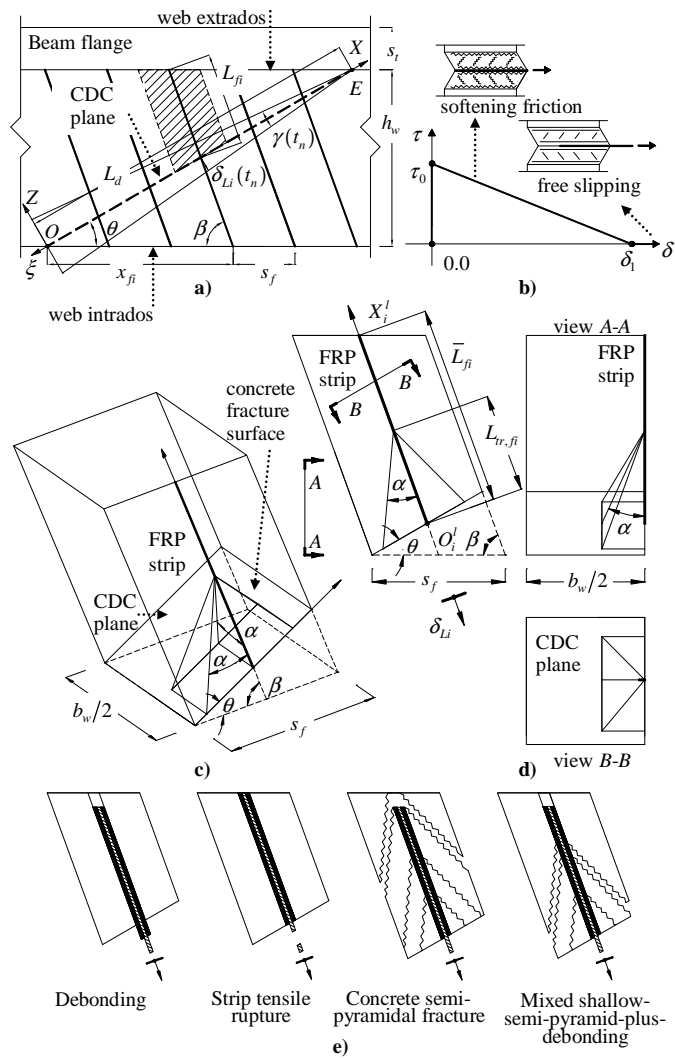 web extrados
Beam flange
X
s_t
L_fi
E
CDC
plane
h_w
γ(t_n)
L_d
δ_Li(t_n)
Z
O
θ
β
ξ
x_fi
s_f
web intrados
a)
softening friction
τ
τ_0
free slipping
0.0
δ_1
δ
b)
concrete
fracture
surface
FRP
strip
CDC
plane
α
α
θ
β
b_w/2
s_f
c)
X_i^l
FRP
strip
L̅_fi
B
B
L_tr,fi
A
A
α
O_i^l
θ
β
s_f
δ_Li
view A-A
FRP
strip
α
b_w/2
CDC
plane
d)
view B-B
Debonding
Strip tensile
rupture
Concrete semi-
pyramidal fracture
Mixed shallow-
semi-pyramid-plus-
debonding
e)